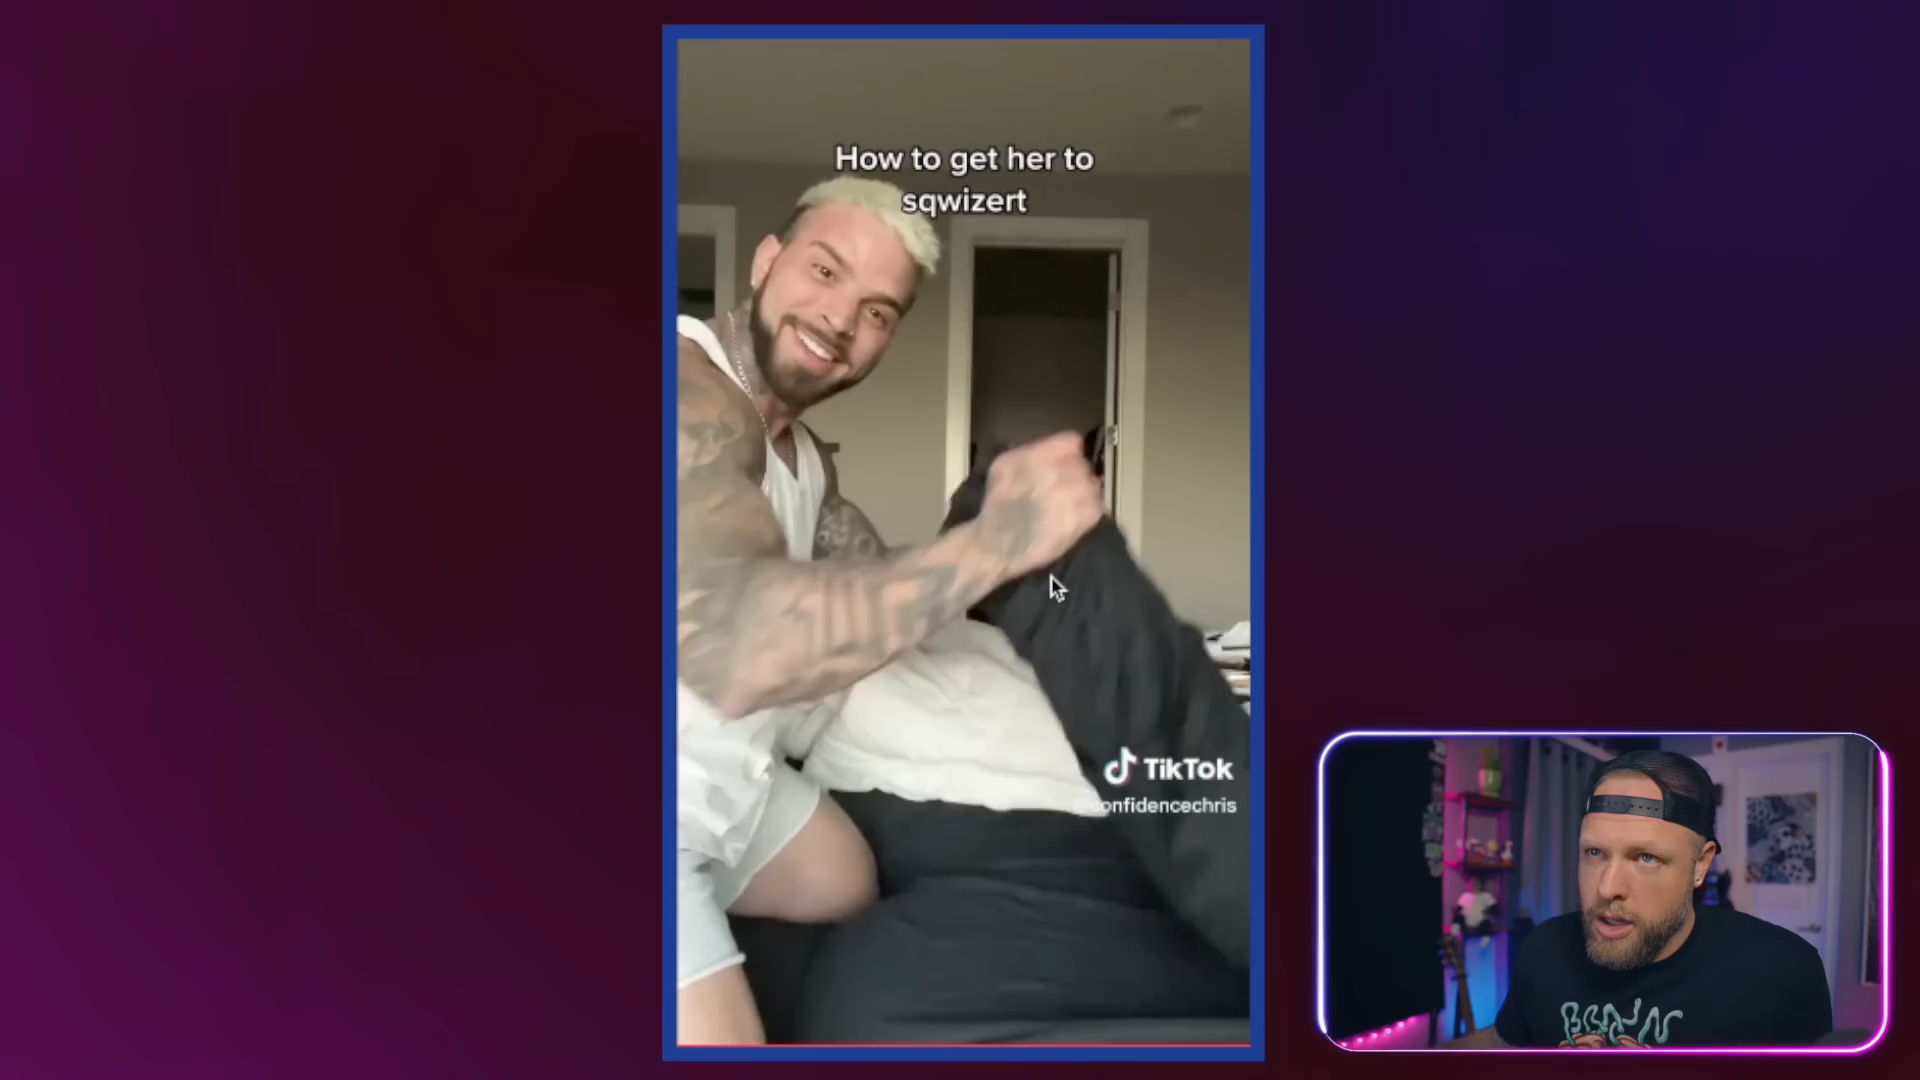 How to get her to
sqwizert
TikTok
confidencechris